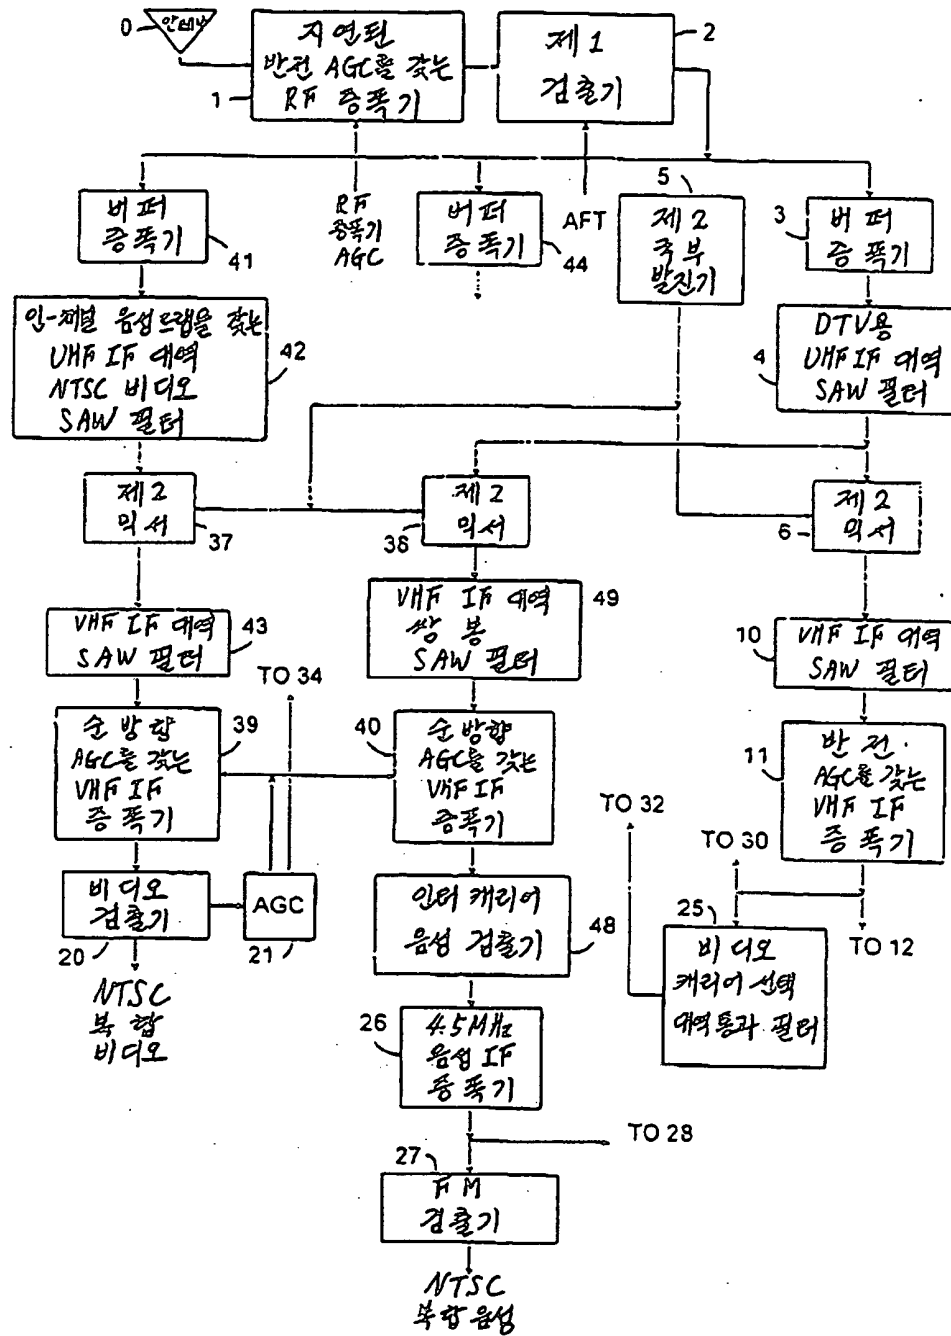 0
안테나
지연된
반전 AGC를 갖는
RF 증폭기
1
제 1
검출기
2
버퍼
증폭기
41
RF
증폭기
AGC
버퍼
증폭기
44
AFT
5
제 2
국부
발진기
3
버퍼
증폭기
인-채널 음성트랩을 갖는
UHF IF 대역
NTSC 비디오
SAW 필터
42
DTV용
UHF IF 대역
SAW 필터
4
제 2
믹서
37
제 2
믹서
38
제 2
믹서
6
VHF IF 대역
SAW 필터
43
VHF IF 대역
쌍 봉
SAW 필터
49
VHF IF 대역
SAW 필터
10
TO 34
순 방향
AGC를 갖는
VHF IF
증폭기
39
순 방향
AGC를 갖는
VHF IF
증폭기
40
반 전
AGC를 갖는
VHF IF
증폭기
11
TO 32
TO 30
비디오
검출기
20
AGC
21
인터 캐리어
음성 검출기
48
25
비 디오
캐리어 선택
대역통과 필터
TO 12
NTSC
복합
비디오
26
4.5MHz
음성 IF
증폭기
TO 28
27
FM
검출기
NTSC
복합 음성